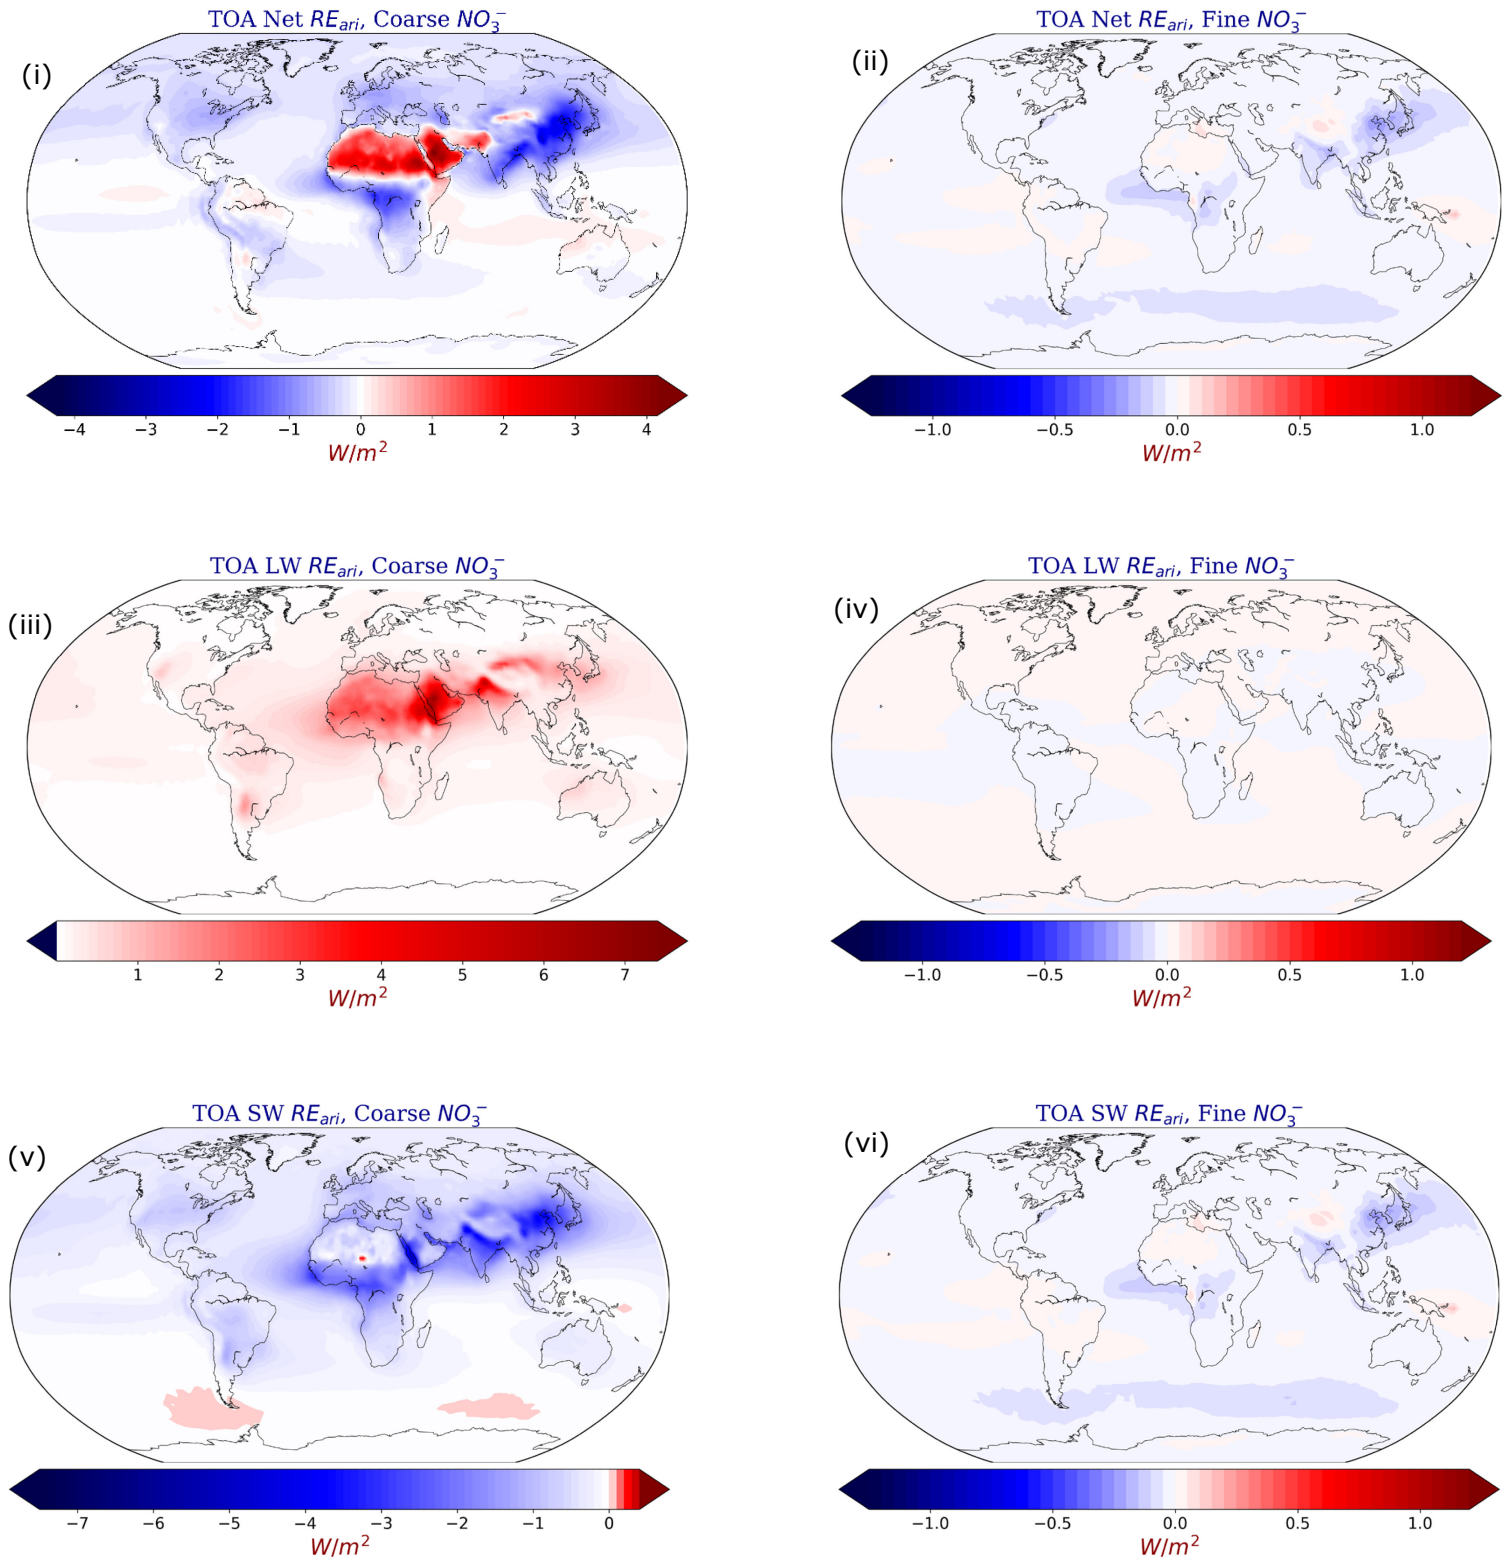 TOA Net RE_ari, Coarse NO₃⁻
(i)
−4 −3 −2 −1 0 1 2 3 4
W/m²
TOA Net RE_ari, Fine NO₃⁻
(ii)
−1.0 −0.5 0.0 0.5 1.0
W/m²
TOA LW RE_ari, Coarse NO₃⁻
(iii)
1 2 3 4 5 6 7
W/m²
TOA LW RE_ari, Fine NO₃⁻
(iv)
−1.0 −0.5 0.0 0.5 1.0
W/m²
TOA SW RE_ari, Coarse NO₃⁻
(v)
−7 −6 −5 −4 −3 −2 −1 0
W/m²
TOA SW RE_ari, Fine NO₃⁻
(vi)
−1.0 −0.5 0.0 0.5 1.0
W/m²